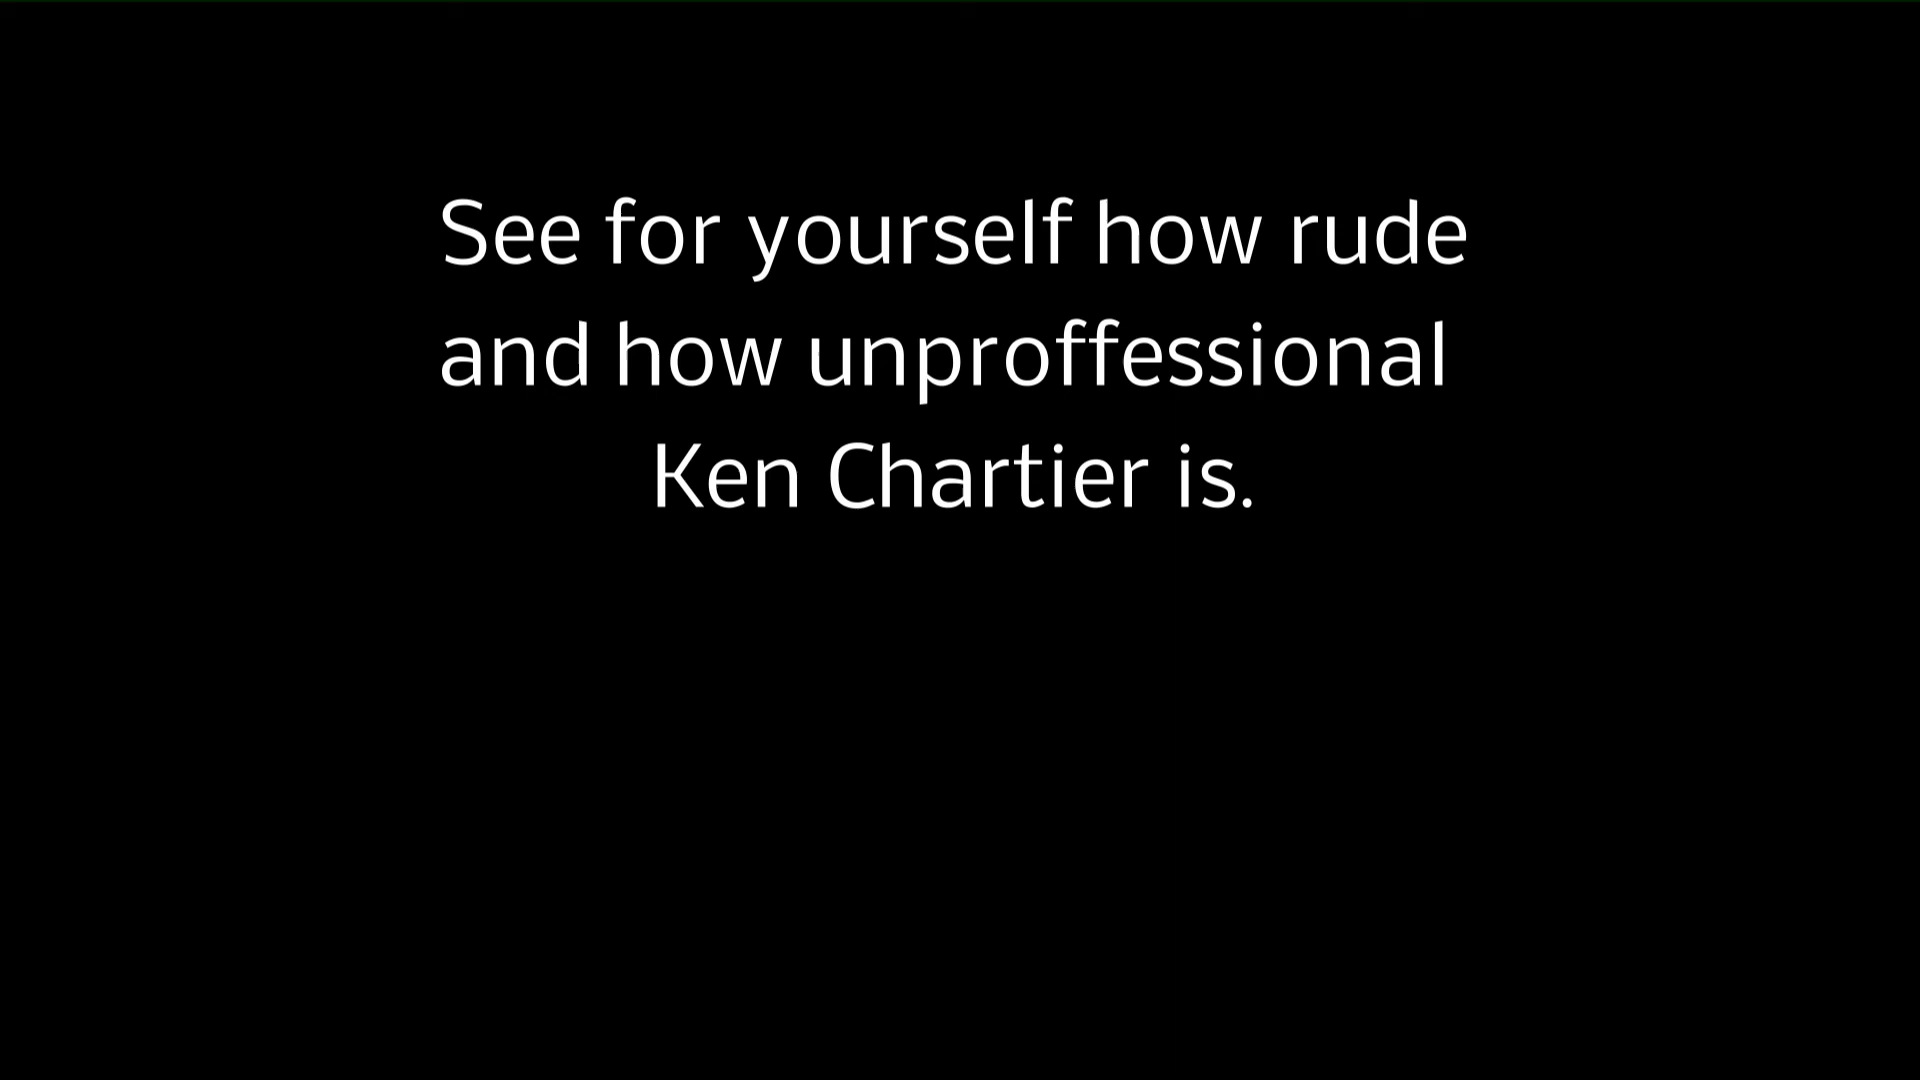 See for yourself how rude
and how unproffessional
Ken Chartier is.